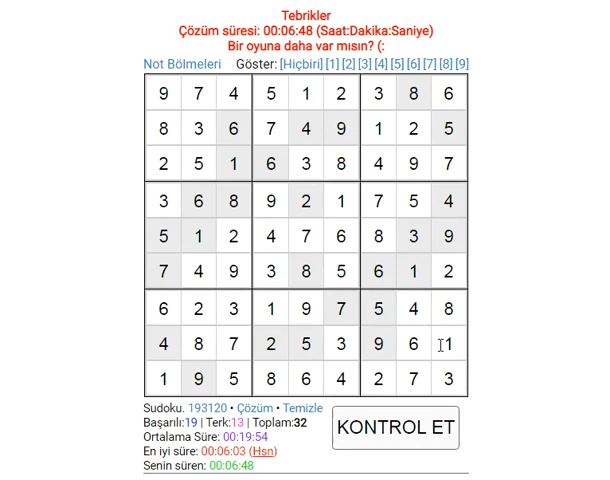 Tebrikler
Çözüm süresi: 00:06:48 (Saat:Dakika:Saniye)
Bir oyuna daha var mısın? (:
Not Bölmeleri Göster: [Hiçbiri] [1] [2] [3] [4] [5] [6] [7] [8] [9]
9 7 4 5 1 2 3 8 6
8 3 6 7 4 9 1 2 5
2 5 1 6 3 8 4 9 7
3 6 8 9 2 1 7 5 4
5 1 2 4 7 6 8 3 9
7 4 9 3 8 5 6 1 2
6 2 3 1 9 7 5 4 8
4 8 7 2 5 3 9 6 1
1 9 5 8 6 4 2 7 3
Sudoku. 193120 • Çözüm • Temizle
Başarılı:19 | Terk:13 | Toplam:32
Ortalama Süre: 00:19:54
En iyi süre: 00:06:03 (Hsn)
Senin süren: 00:06:48
KONTROL ET